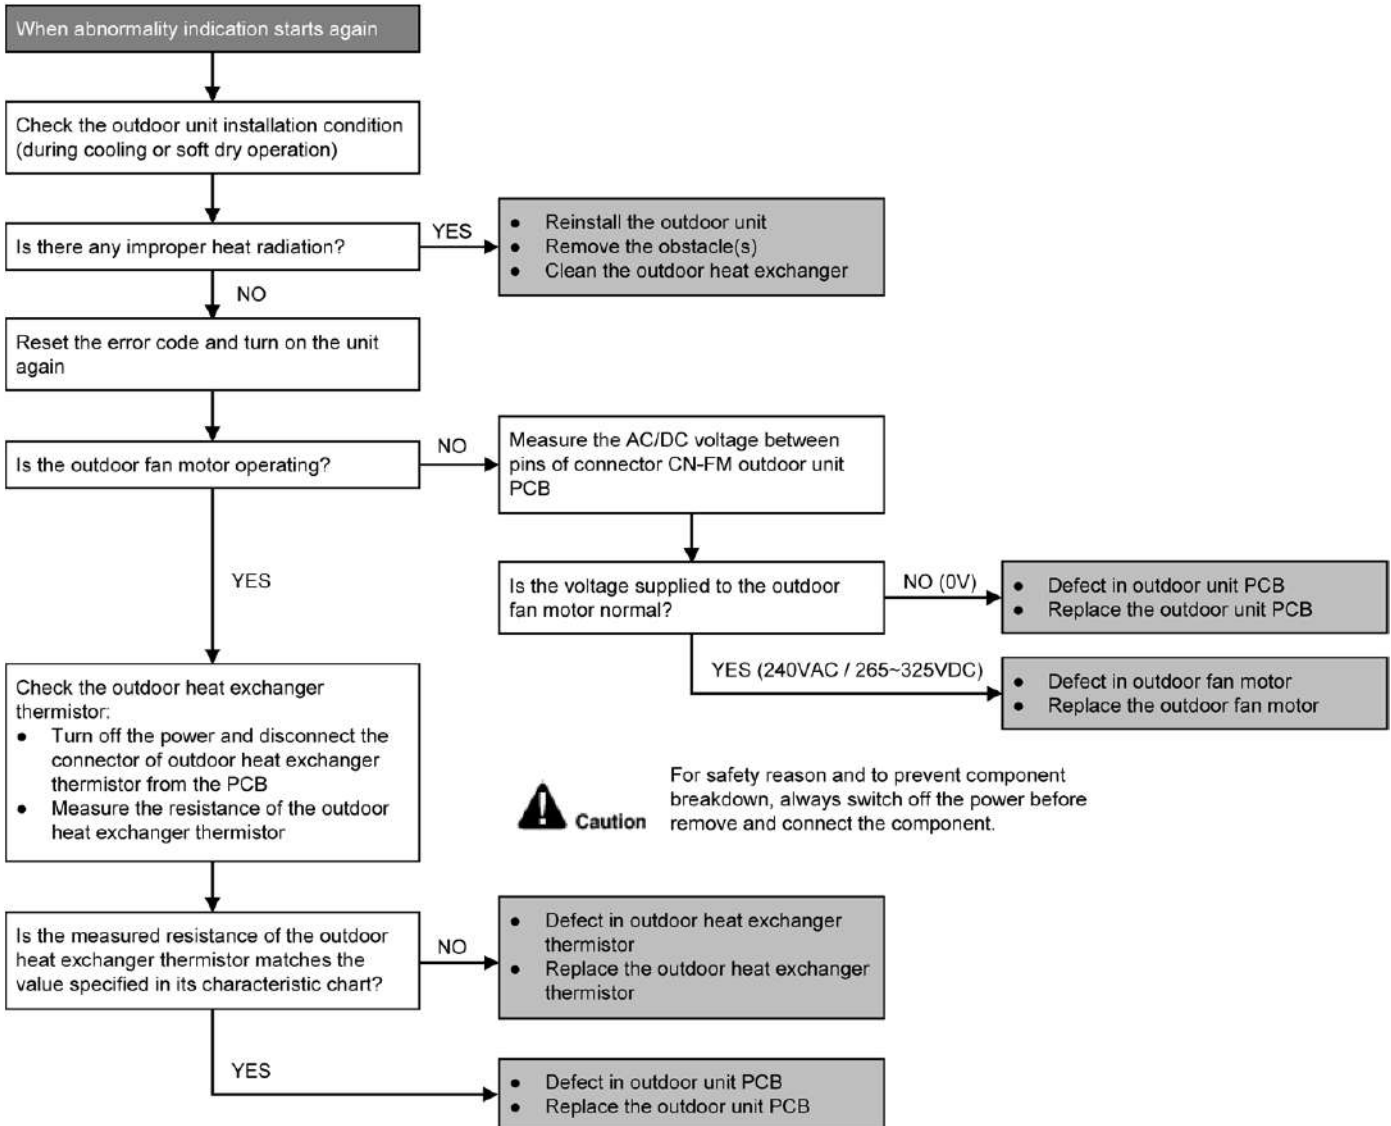 When abnormality indication starts again
Check the outdoor unit installation condition
(during cooling or soft dry operation)
Is there any improper heat radiation?
YES
● Reinstall the outdoor unit
● Remove the obstacle(s)
● Clean the outdoor heat exchanger
NO
Reset the error code and turn on the unit
again
Is the outdoor fan motor operating?
NO
Measure the AC/DC voltage between
pins of connector CN-FM outdoor unit
PCB
YES
Is the voltage supplied to the outdoor
fan motor normal?
NO (0V)
● Defect in outdoor unit PCB
● Replace the outdoor unit PCB
YES (240VAC / 265~325VDC)
● Defect in outdoor fan motor
● Replace the outdoor fan motor
Check the outdoor heat exchanger
thermistor:
● Turn off the power and disconnect the
connector of outdoor heat exchanger
thermistor from the PCB
● Measure the resistance of the outdoor
heat exchanger thermistor
Caution
For safety reason and to prevent component
breakdown, always switch off the power before
remove and connect the component.
Is the measured resistance of the outdoor
heat exchanger thermistor matches the
value specified in its characteristic chart?
NO
● Defect in outdoor heat exchanger
thermistor
● Replace the outdoor heat exchanger
thermistor
YES
● Defect in outdoor unit PCB
● Replace the outdoor unit PCB